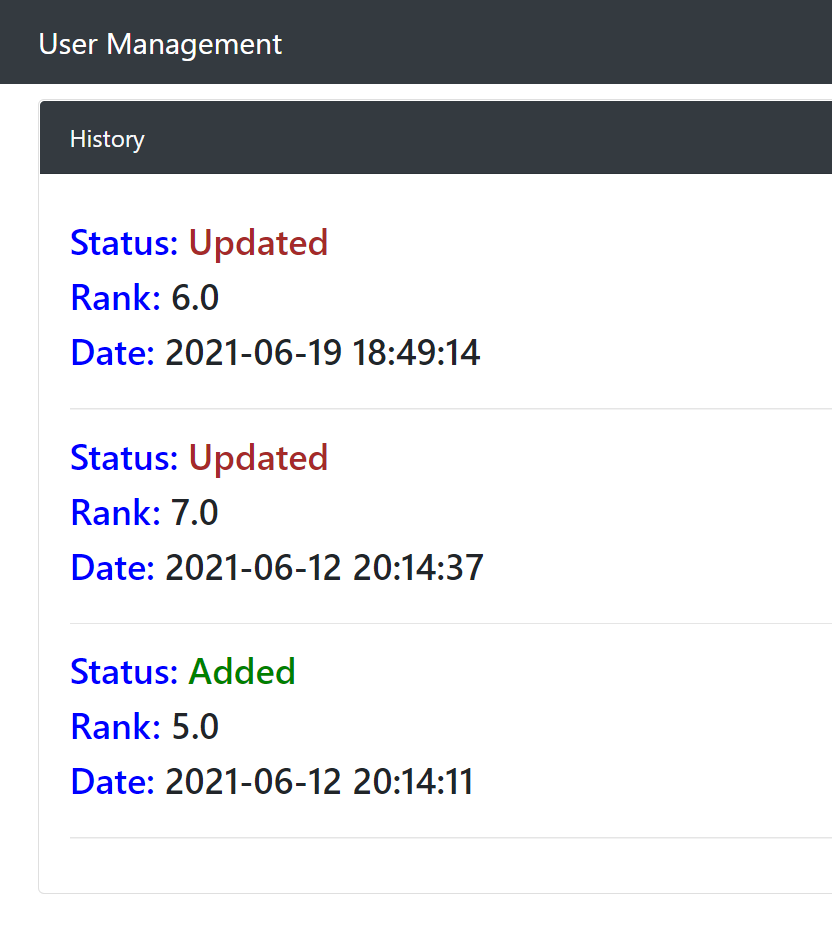 User Management
History
Status: Updated
Rank: 6.0
Date: 2021-06-19 18:49:14
Status: Updated
Rank: 7.0
Date: 2021-06-12 20:14:37
Status: Added
Rank: 5.0
Date: 2021-06-12 20:14:11